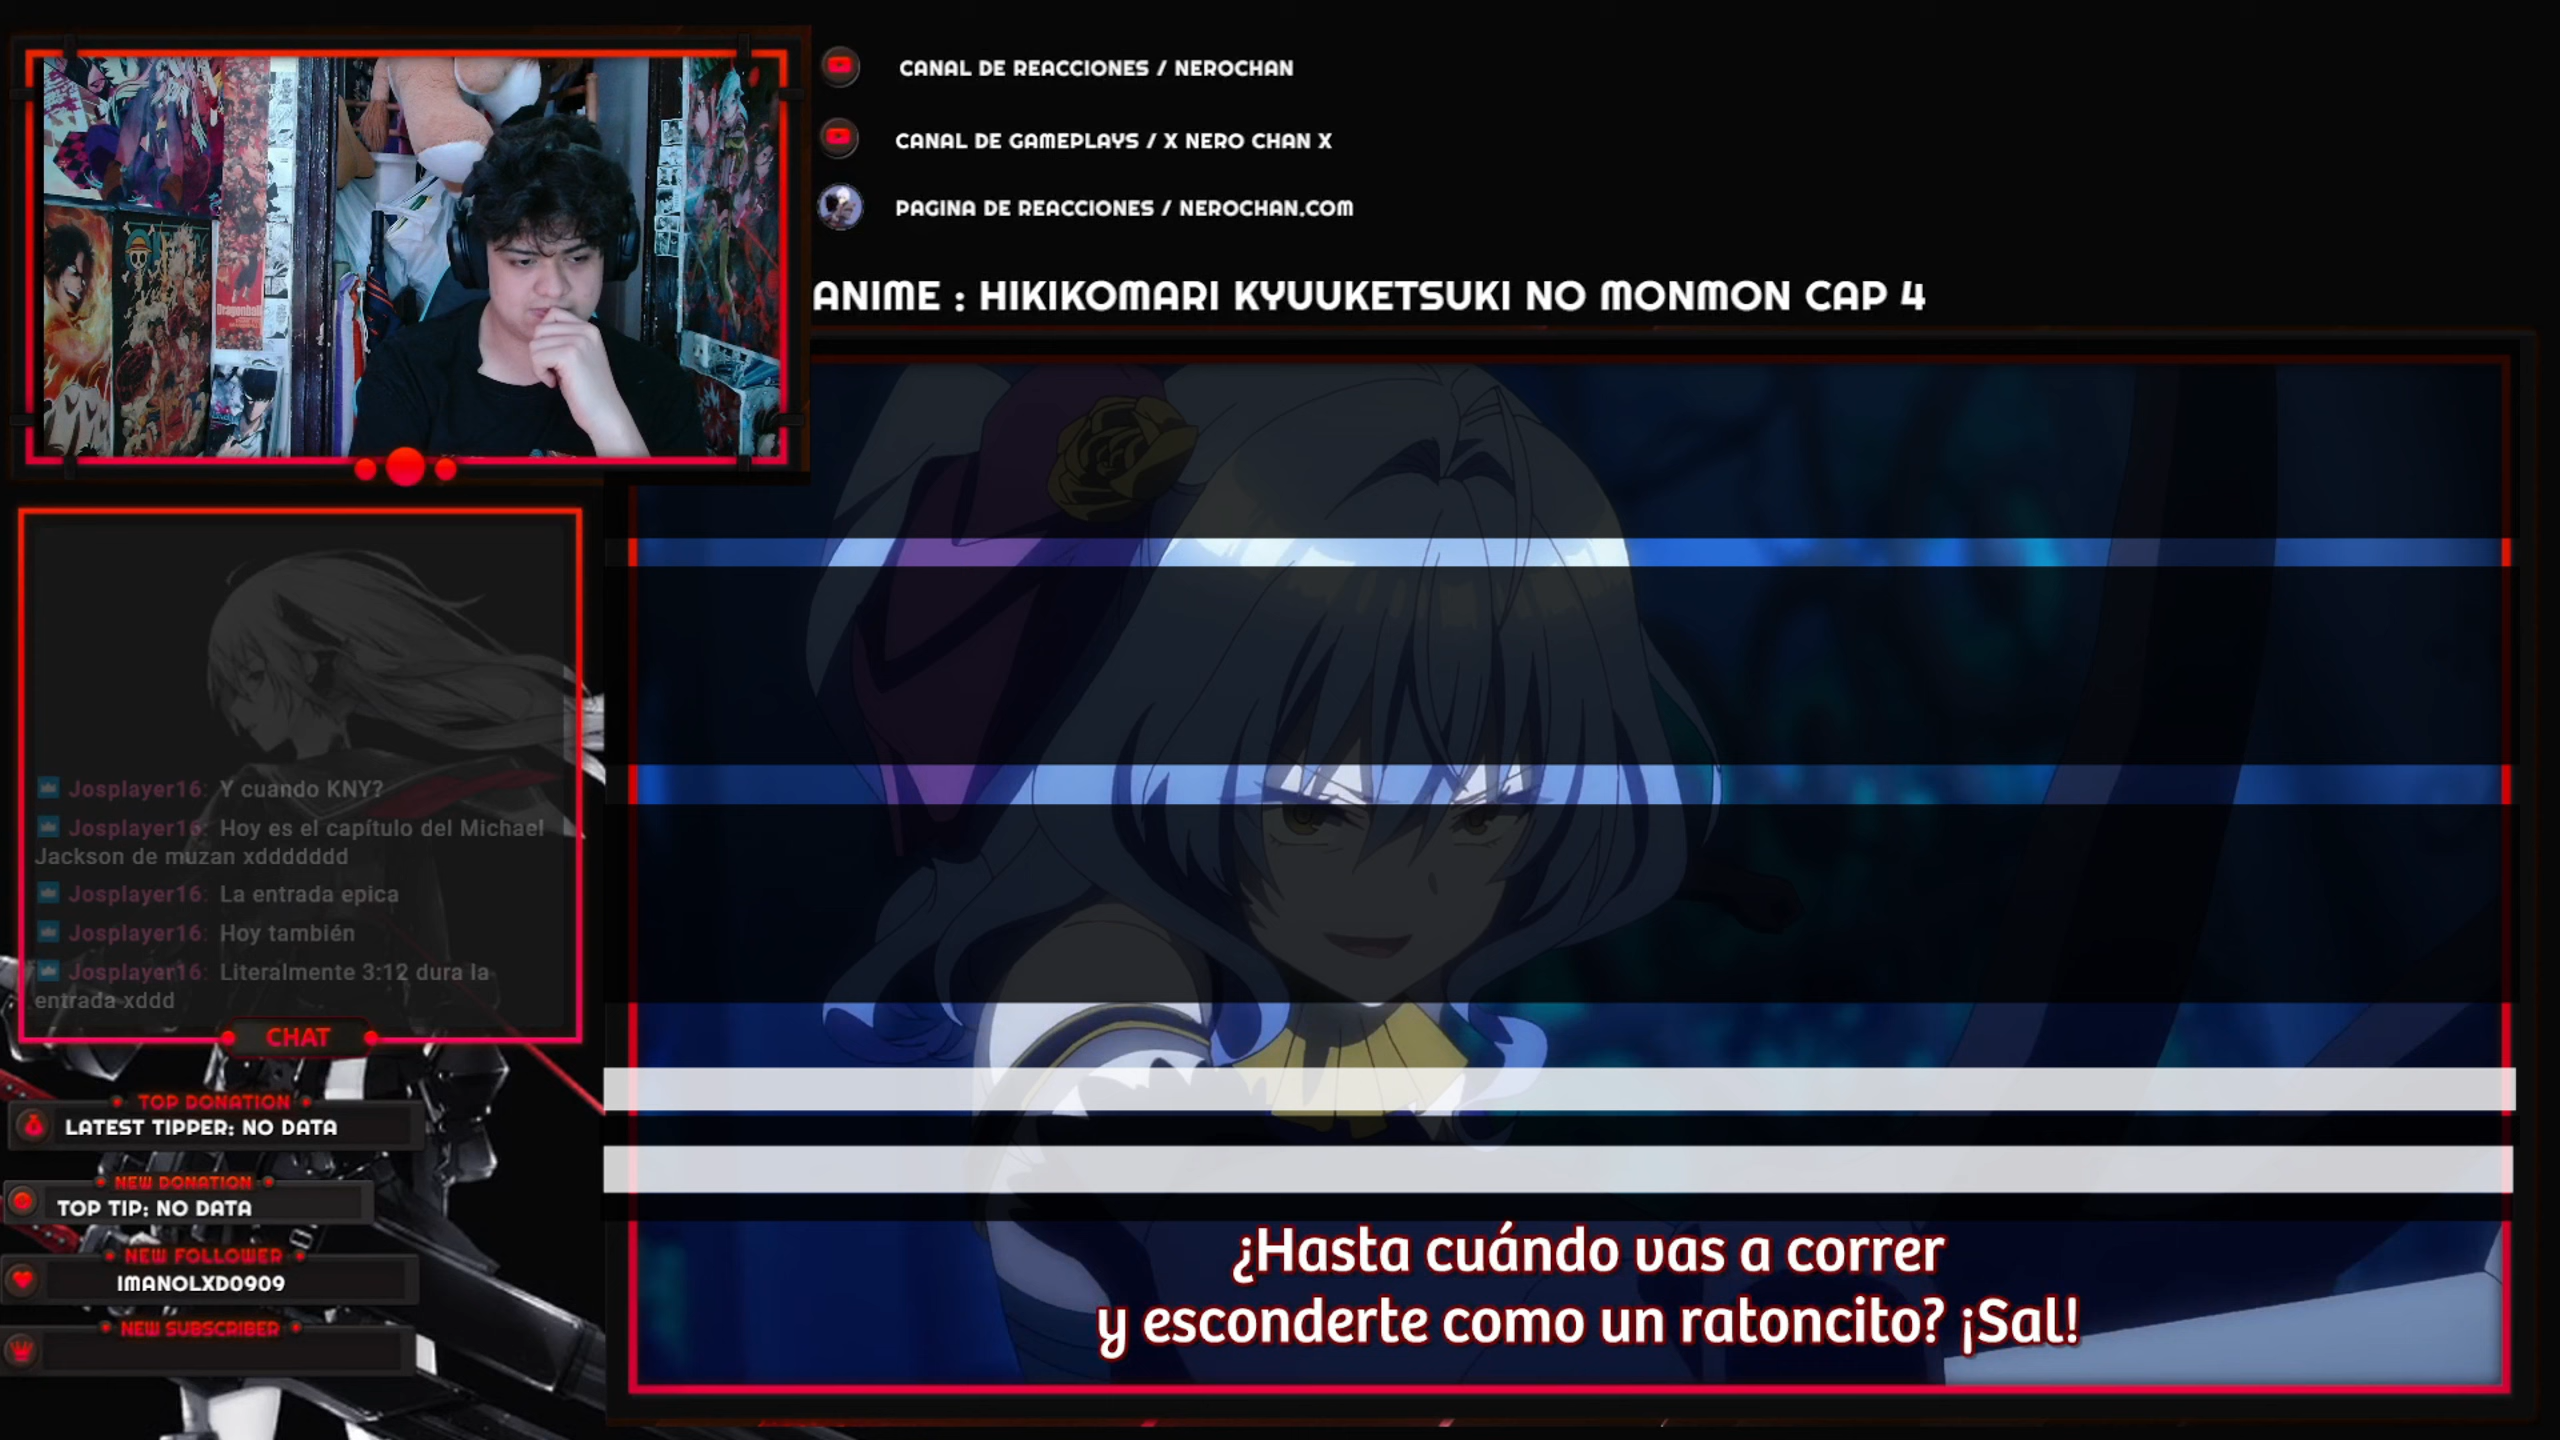 CANAL DE REACCIONES / NEROCHAN
CANAL DE GAMEPLAYS / X NERO CHAN X
PAGINA DE REACCIONES / NEROCHAN.COM
ANIME : HIKIKOMARI KYUUKETSUKI NO MONMON CAP 4
Dragonball
Josplayer16: Y cuando KNY?
Josplayer16: Hoy es el capítulo del Michael
Jackson de muzan xddddddd
Josplayer16: La entrada epica
Josplayer16: Hoy también
Josplayer16: Literalmente 3:12 dura la
entrada xddd
CHAT
TOP DONATION
LATEST TIPPER: NO DATA
NEW DONATION
TOP TIP: NO DATA
NEW FOLLOWER
IMANOLXD0909
NEW SUBSCRIBER
¿Hasta cuándo vas a correr
y esconderte como un ratoncito? ¡Sal!